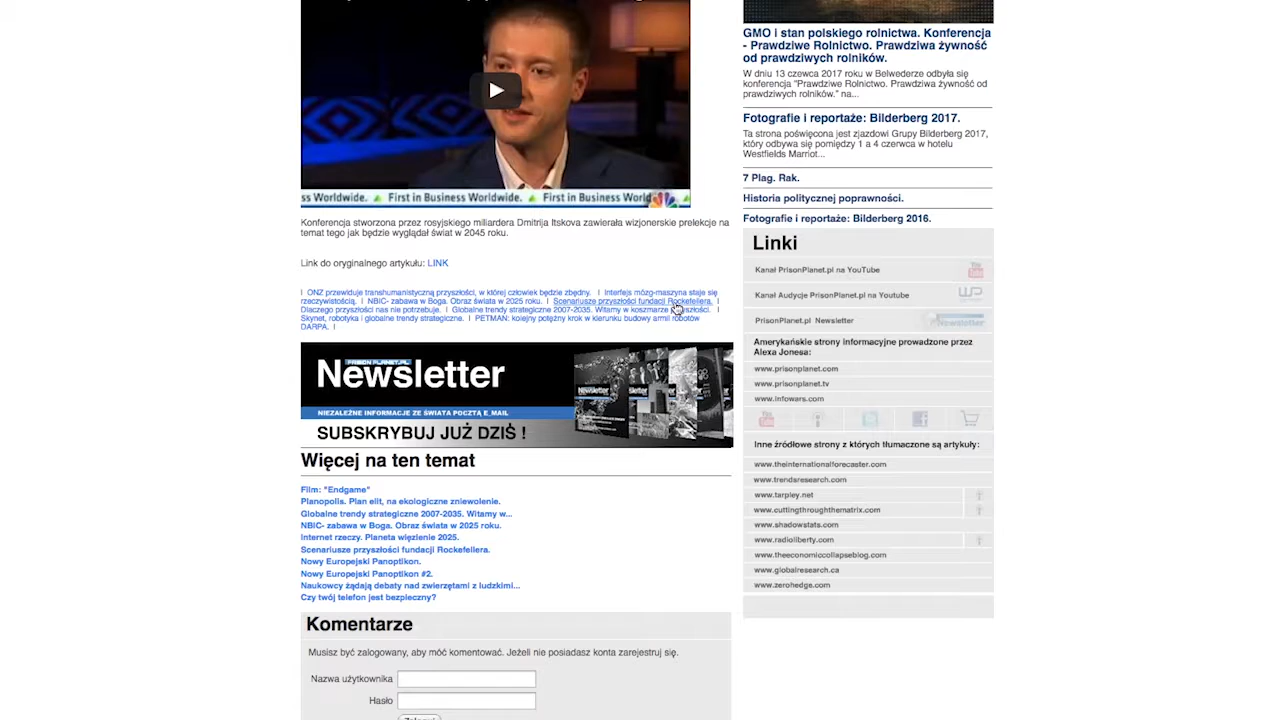 ss Worldwide. First in Business Worldwide. First in Business World
Konferencja stworzona przez rosyjskiego miliardera Dmitrija Itskova zawierała wizjonerskie prelekcje na
temat tego jak będzie wyglądał świat w 2045 roku.
Link do oryginalnego artykułu: LINK
| ONZ przewiduje transhumanistyczną przyszłości, w której człowiek będzie zbędny. | Interfejs mózg-maszyna staje się
rzeczywistością. | NBIC- zabawa w Boga. Obraz świata w 2025 roku. | Scenariusze przyszłości fundacji Rockefellera. |
Dlaczego przyszłości nas nie potrzebuje. | Globalne trendy strategiczne 2007-2035. Witamy w koszmarze przyszłości. |
Skynet, robotyka i globalne trendy strategiczne. | PETMAN: kolejny potężny krok w kierunku budowy armii robotów
DARPA. |
PRISON PLANET.PL
Newsletter
NIEZALEŻNE INFORMACJE ZE ŚWIATA POCZTĄ E_MAIL
SUBSKRYBUJ JUŻ DZIŚ !
Więcej na ten temat
Film: "Endgame"
Planopolis. Plan elit, na ekologiczne zniewolenie.
Globalne trendy strategiczne 2007-2035. Witamy w...
NBIC- zabawa w Boga. Obraz świata w 2025 roku.
Internet rzeczy. Planeta więzienie 2025.
Scenariusze przyszłości fundacji Rockefellera.
Nowy Europejski Panoptikon.
Nowy Europejski Panoptikon #2.
Naukowcy żądają debaty nad zwierzętami z ludzkimi...
Czy twój telefon jest bezpieczny?
Komentarze
Musisz być zalogowany, aby móc komentować. Jeżeli nie posiadasz konta zarejestruj się.
Nazwa użytkownika
Hasło
GMO i stan polskiego rolnictwa. Konferencja
- Prawdziwe Rolnictwo. Prawdziwa żywność
od prawdziwych rolników.
W dniu 13 czewca 2017 roku w Belwederze odbyła się
konferencja "Prawdziwe Rolnictwo. Prawdziwa żywność od
prawdziwych rolników." na...
Fotografie i reportaże: Bilderberg 2017.
Ta strona poświęcona jest zjazdowi Grupy Bilderberg 2017,
który odbywa się pomiędzy 1 a 4 czerwca w hotelu
Westfields Marriot...
7 Plag. Rak.
Historia politycznej poprawności.
Fotografie i reportaże: Bilderberg 2016.
Linki
Kanał PrisonPlanet.pl na YouTube
Kanał Audycje PrisonPlanet.pl na Youtube
PrisonPlanet.pl Newsletter
Newsletter
Amerykańskie strony informacyjne prowadzone przez
Alexa Jonesa:
www.prisonplanet.com
www.prisonplanet.tv
www.infowars.com
Inne źródłowe strony z których tłumaczone są artykuły:
www.theinternationalforecaster.com
www.trendsresearch.com
www.tarpley.net
www.cuttingthroughthematrix.com
www.shadowstats.com
www.radioliberty.com
www.theeconomiccollapseblog.com
www.globalresearch.ca
www.zerohedge.com